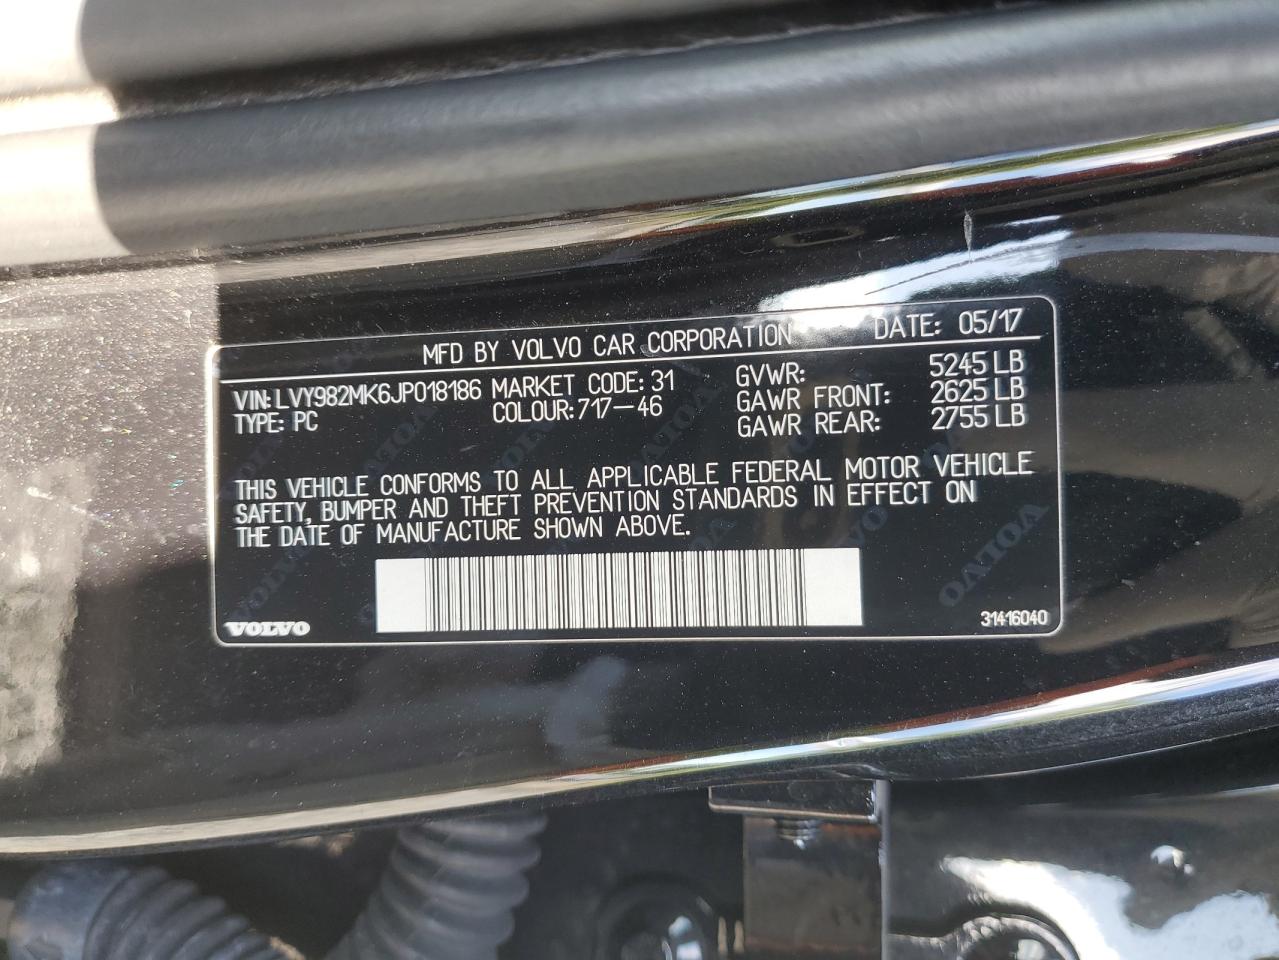 MFD BY VOLVO CAR CORPORATION DATE: 05/17
VIN: LVY982MK6JP018186 MARKET CODE: 31 GVWR: 5245 LB
TYPE: PC COLOUR: 717-46 GAWR FRONT: 2625 LB
GAWR REAR: 2755 LB
THIS VEHICLE CONFORMS TO ALL APPLICABLE FEDERAL MOTOR VEHICLE
SAFETY, BUMPER AND THEFT PREVENTION STANDARDS IN EFFECT ON
THE DATE OF MANUFACTURE SHOWN ABOVE.
VOLVO 31416040